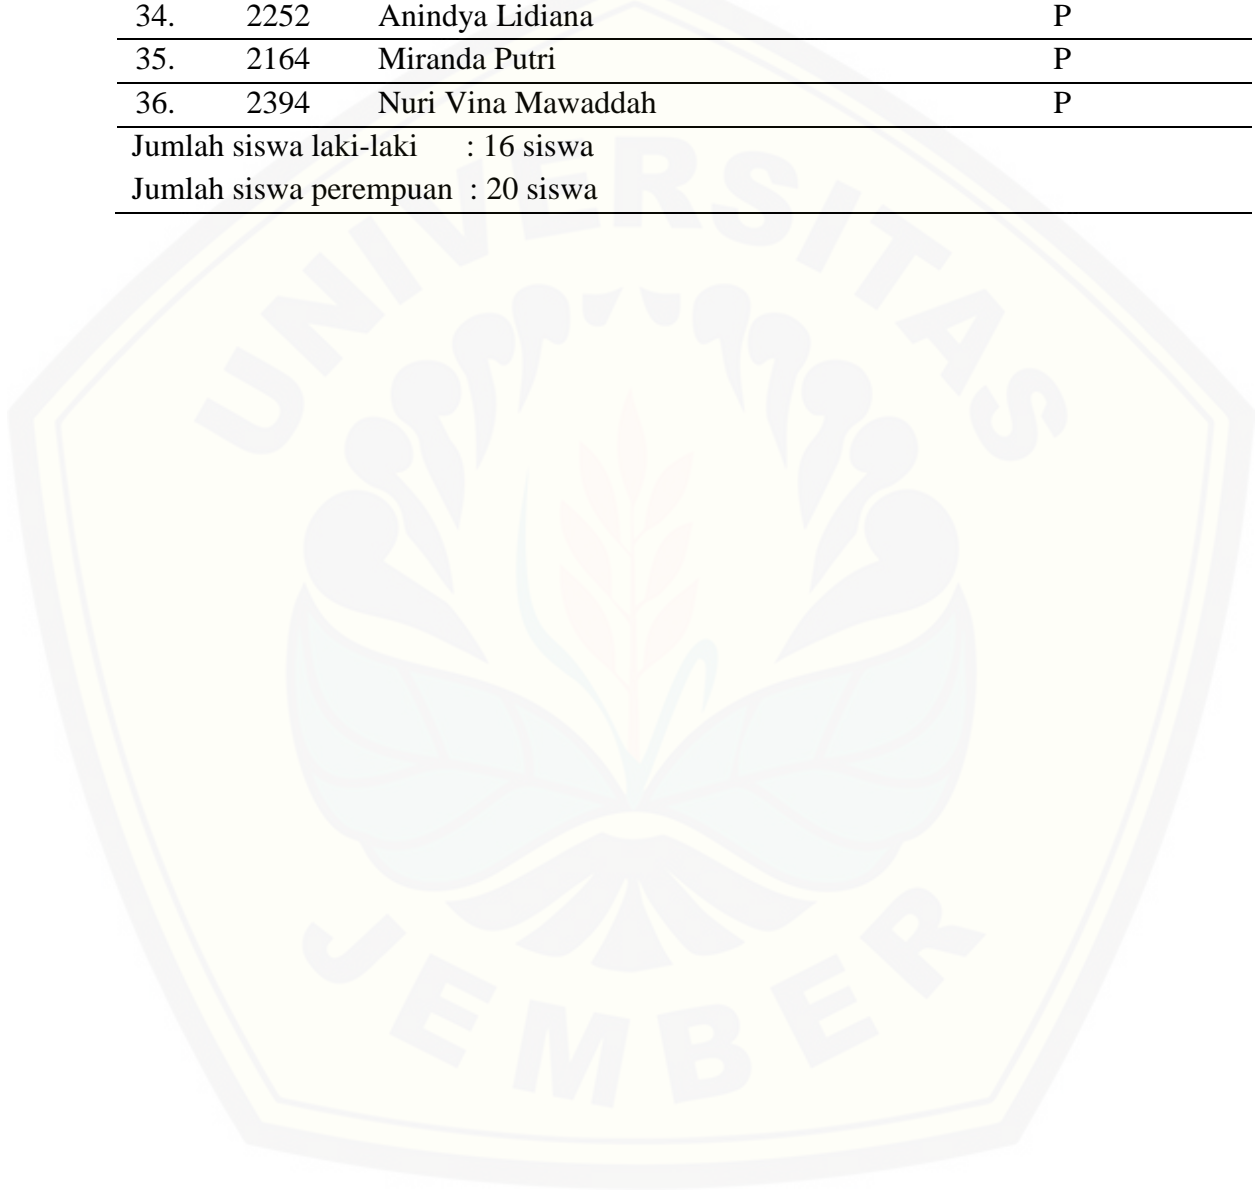 34. 2252 Anindya Lidiana P
35. 2164 Miranda Putri P
36. 2394 Nuri Vina Mawaddah P
Jumlah siswa laki-laki : 16 siswa
Jumlah siswa perempuan : 20 siswa
UNIVERSITAS
JEMBER